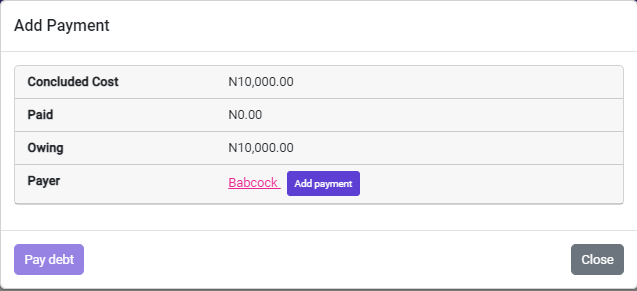 Add Payment
Concluded Cost N10,000.00
Paid N0.00
Owing N10,000.00
Payer Babcock Add payment
Pay debt Close